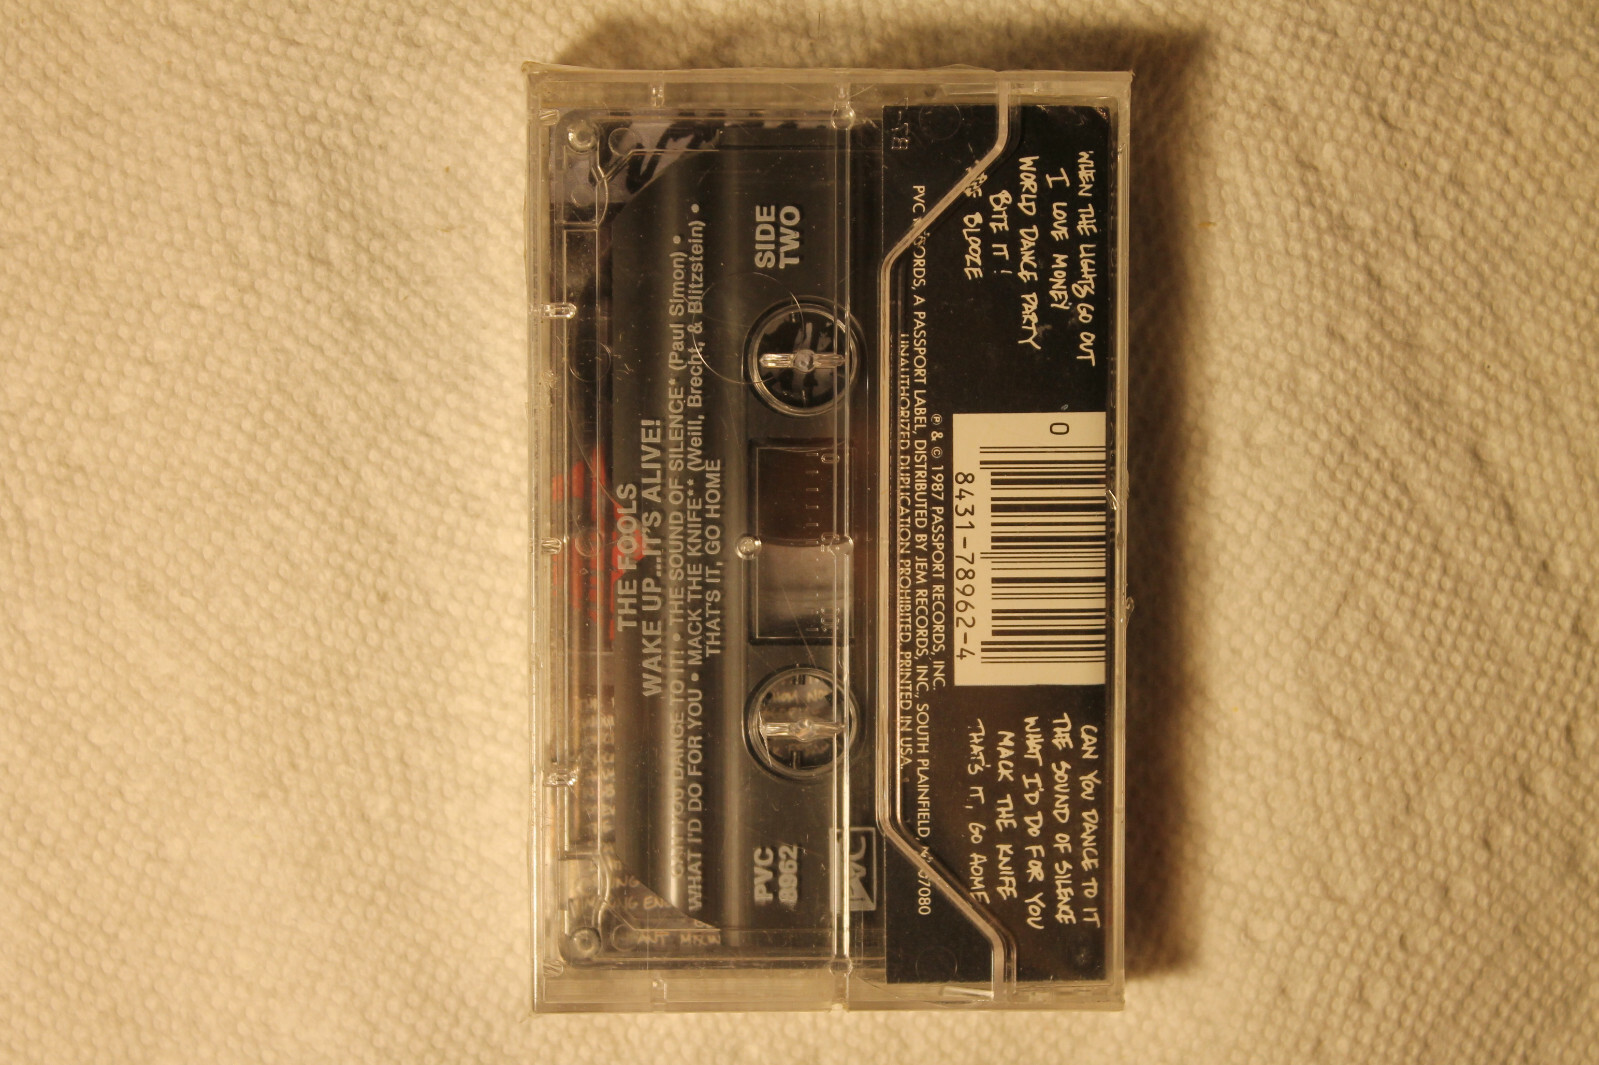 WHEN THE LIGHTS GO OUT
I LOVE MONEY
WORLD DANCE PARTY
BITE IT!
BLOOZE
0
8431-78962-4
CAN YOU DANCE TO IT
THE SOUND OF SILENCE
WHAT I'D DO FOR YOU
MACK THE KNIFE
THAT'S IT, GO HOME
℗ & © 1987 PASSPORT RECORDS, INC.
PVC RECORDS, A PASSPORT LABEL, DISTRIBUTED BY JEM RECORDS, INC., SOUTH PLAINFIELD, 07080
UNAUTHORIZED DUPLICATION PROHIBITED. PRINTED IN USA.
SIDE
TWO
PVC
8962
PVC
THE FOOLS
WAKE UP...IT'S ALIVE!
CAN YOU DANCE TO IT! • THE SOUND OF SILENCE* (Paul Simon) •
WHAT I'D DO FOR YOU • MACK THE KNIFE** (Weill, Brecht, & Blitzstein) •
THAT'S IT, GO HOME